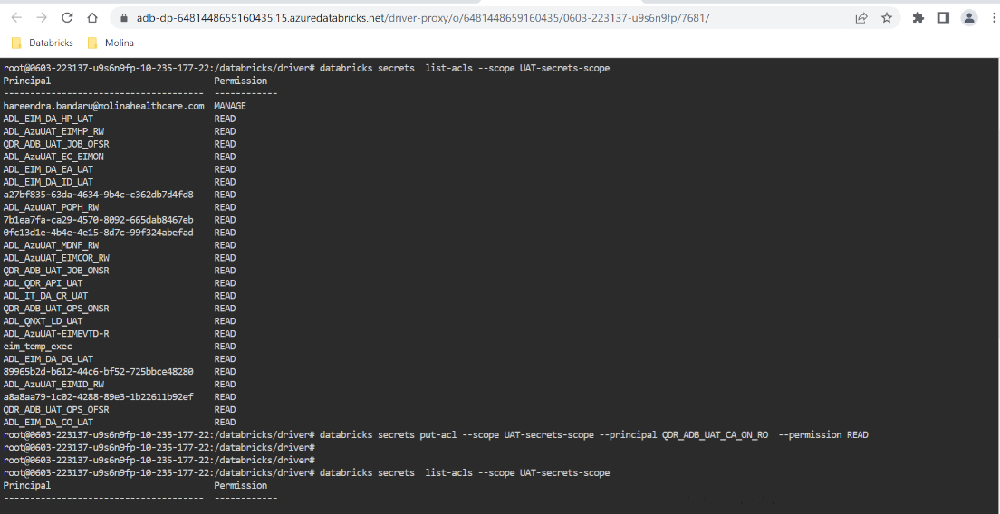 adb-dp-6481448659160435.15.azuredatabricks.net/driver-proxy/o/6481448659160435/0603-223137-u9s6n9fp/7681/
Databricks Molina
root@0603-223137-u9s6n9fp-10-235-177-22:/databricks/driver# databricks secrets  list-acls --scope UAT-secrets-scope
Principal                               Permission
--------------------------------------  ------------
hareendra.bandaru@molinahealthcare.com  MANAGE
ADL_EIM_DA_HP_UAT                       READ
ADL_AzuUAT_EIMHP_RW                     READ
QDR_ADB_UAT_JOB_OFSR                    READ
ADL_AzuUAT_EC_EIMON                     READ
ADL_EIM_DA_EA_UAT                       READ
ADL_EIM_DA_ID_UAT                       READ
a27bf835-63da-4634-9b4c-c362db7d4fd8    READ
ADL_AzuUAT_POPH_RW                      READ
7b1ea7fa-ca29-4570-8092-665dab8467eb    READ
0fc13d1e-4b4e-4e15-8d7c-99f324abefad    READ
ADL_AzuUAT_MDNF_RW                      READ
ADL_AzuUAT_EIMCOR_RW                    READ
QDR_ADB_UAT_JOB_ONSR                    READ
ADL_QDR_API_UAT                         READ
ADL_IT_DA_CR_UAT                        READ
QDR_ADB_UAT_OPS_ONSR                    READ
ADL_QNXT_LD_UAT                         READ
ADL_AzuUAT-EIMEVTD-R                    READ
eim_temp_exec                           READ
ADL_EIM_DA_DG_UAT                       READ
89965b2d-b612-44c6-bf52-725bbce48280    READ
ADL_AzuUAT_EIMID_RW                     READ
a8a8aa79-1c02-4288-89e3-1b22611b92ef    READ
QDR_ADB_UAT_OPS_OFSR                    READ
ADL_EIM_DA_CO_UAT                       READ
root@0603-223137-u9s6n9fp-10-235-177-22:/databricks/driver# databricks secrets put-acl --scope UAT-secrets-scope --principal QDR_ADB_UAT_CA_ON_RO  --permission READ
root@0603-223137-u9s6n9fp-10-235-177-22:/databricks/driver#
root@0603-223137-u9s6n9fp-10-235-177-22:/databricks/driver#
root@0603-223137-u9s6n9fp-10-235-177-22:/databricks/driver# databricks secrets  list-acls --scope UAT-secrets-scope
Principal                               Permission
--------------------------------------  ------------